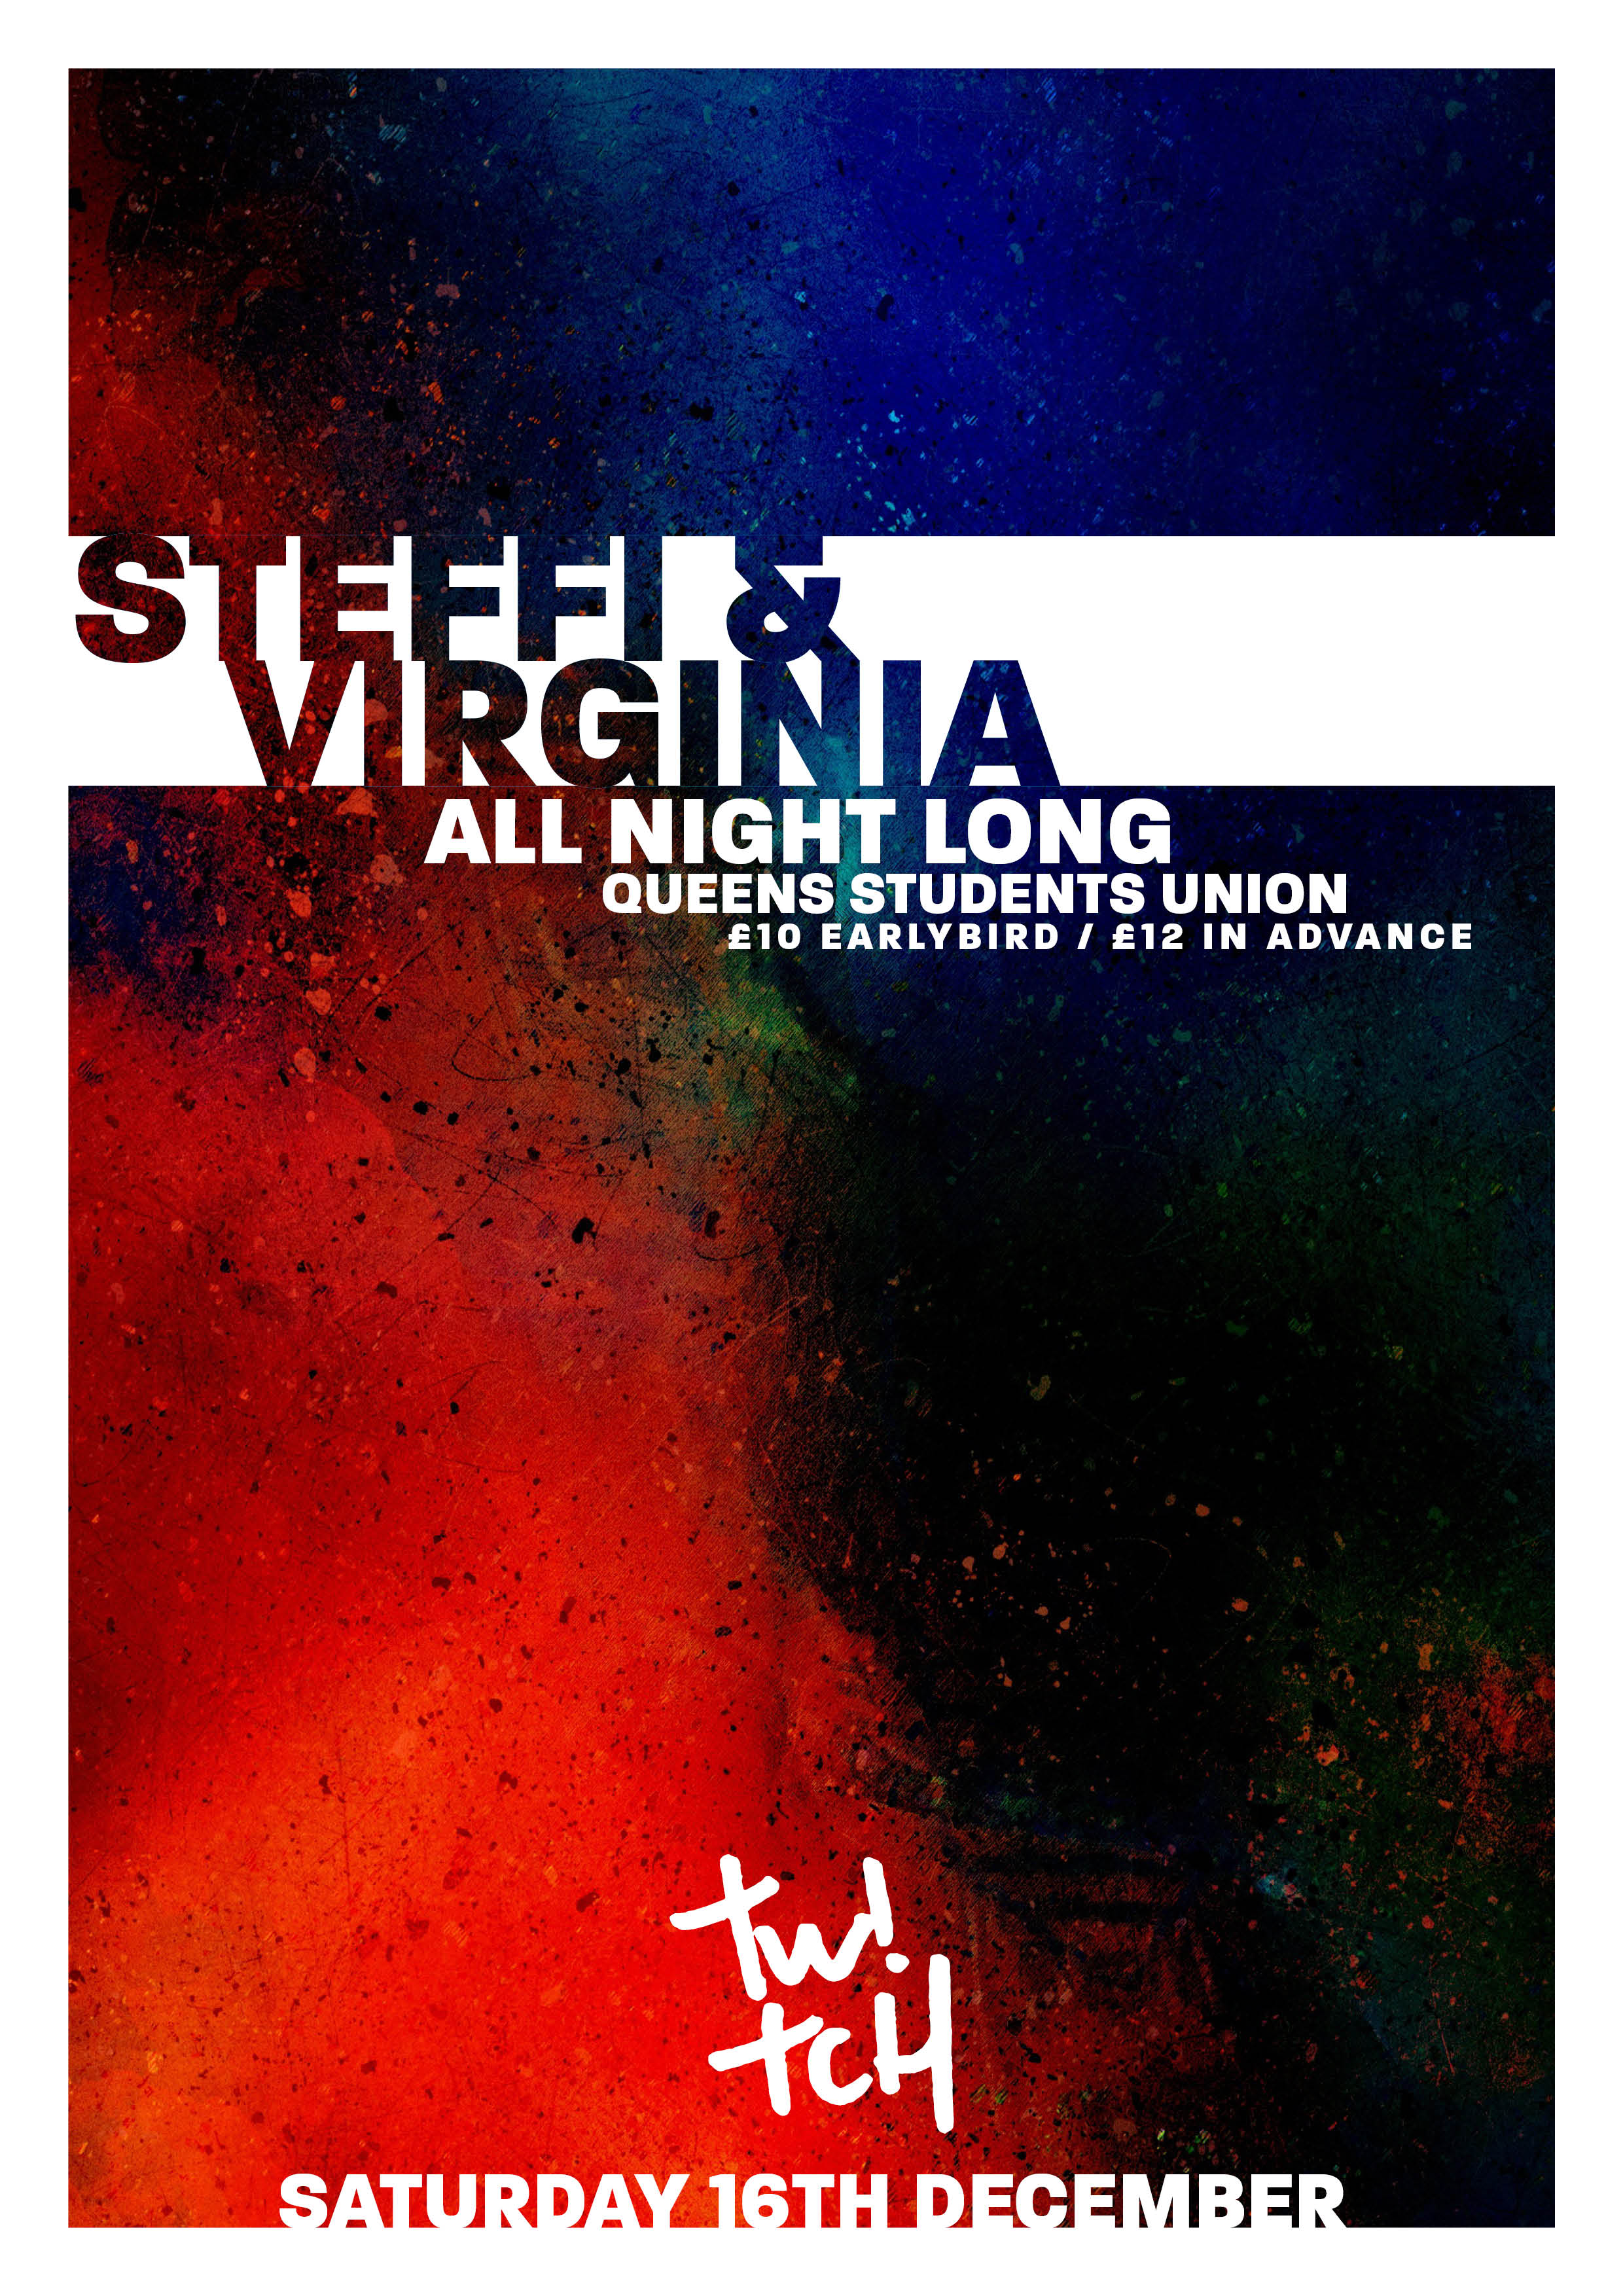 STEFFI &
VIRGINIA
ALL NIGHT LONG
QUEENS STUDENTS UNION
£10 EARLYBIRD / £12 IN ADVANCE
twi
tcH
SATURDAY 16TH DECEMBER